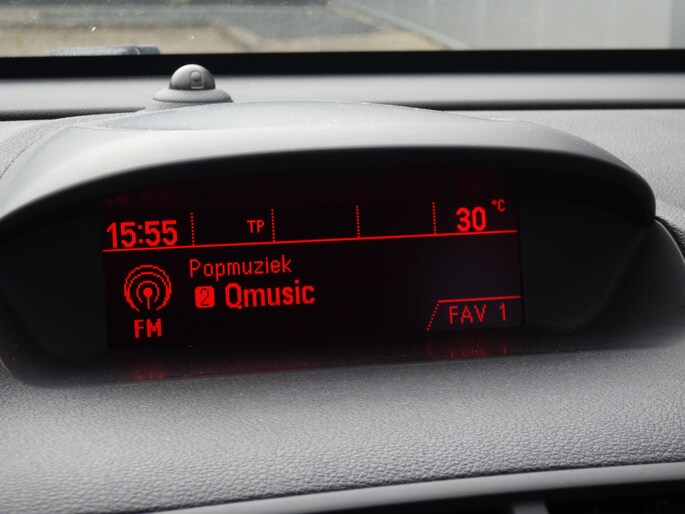 15:55 TP 30 °C
Popmuziek
2 Qmusic
FM
FAV 1